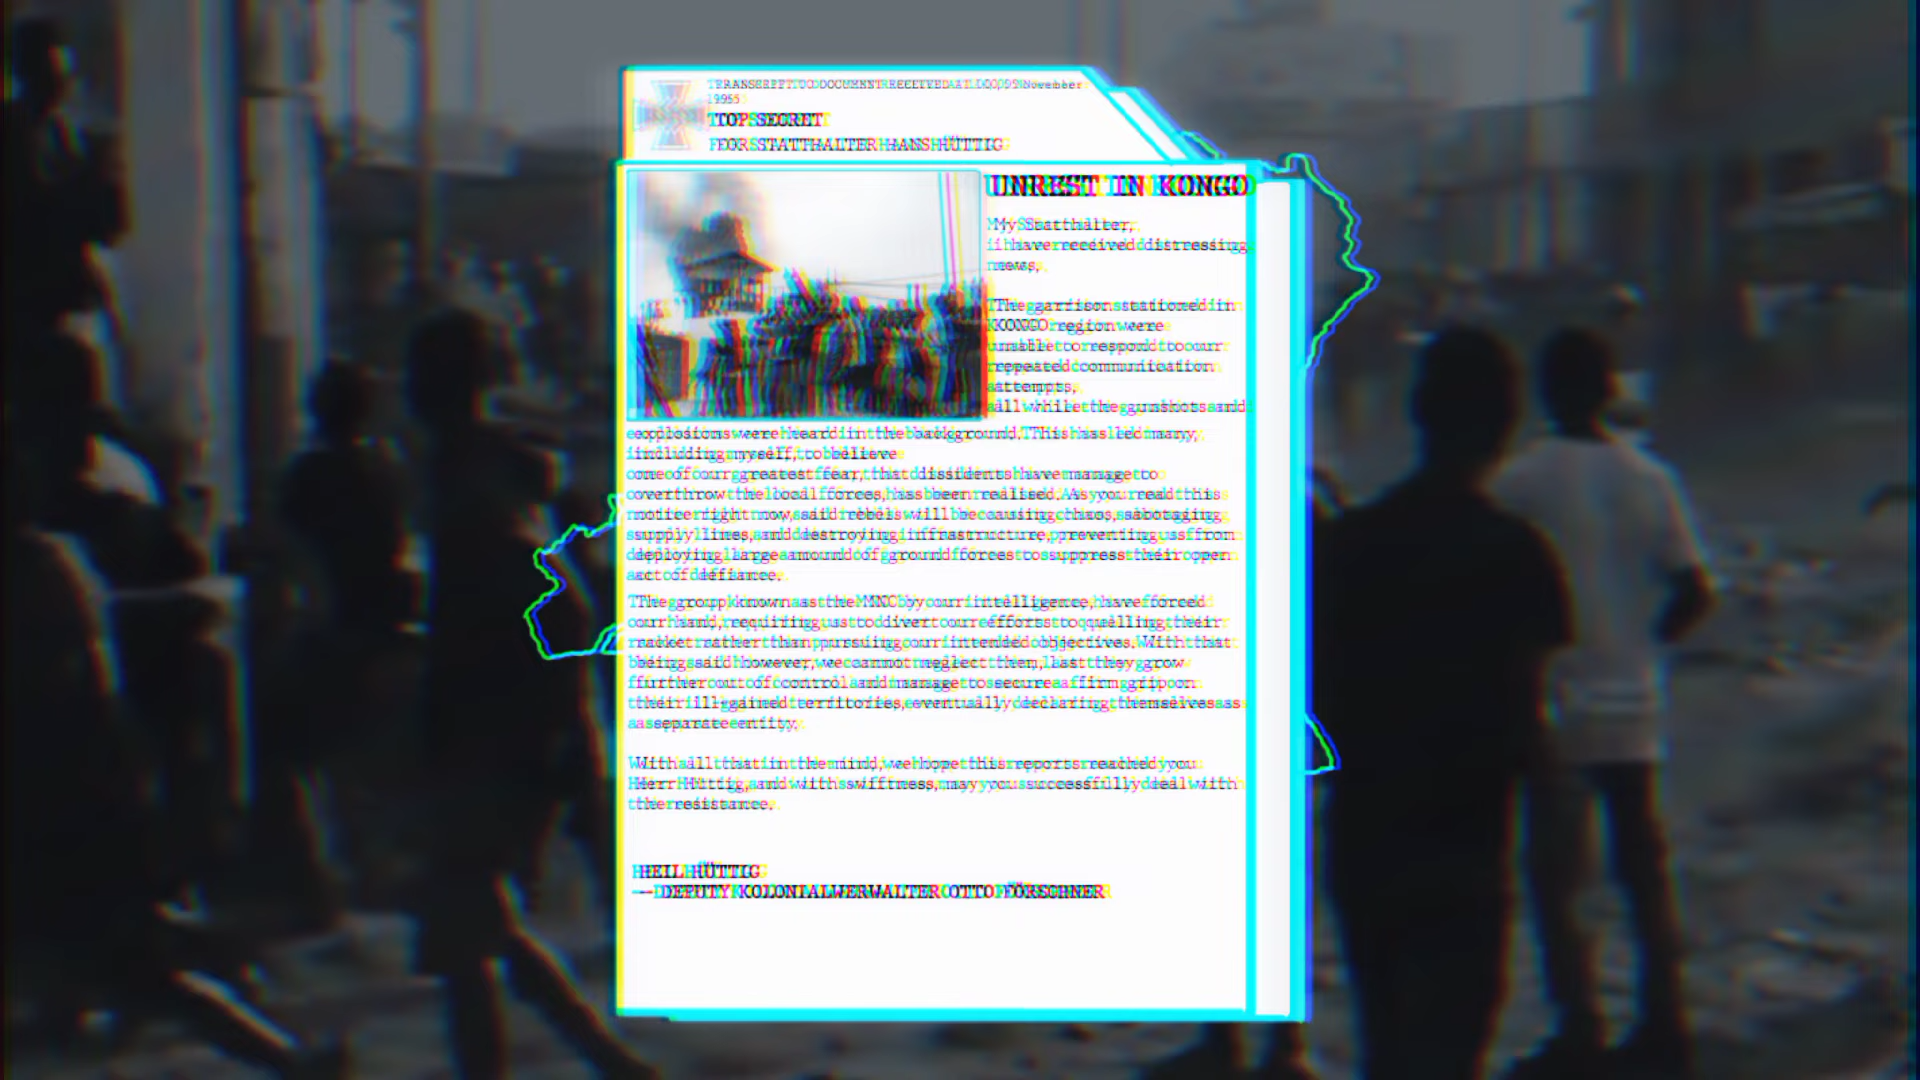 TRANSCRIPT TO DOCUMENT RECEIVED AT
November
TOP SECRET
FOR STATTHALTER HANS HÜTTIG
UNREST IN KONGO
My Statthalter,
i have received distressing
news,
The garrison stationed in
KONGO region were
unable to respond to our
repeated communication
attempts,
all while the gunshots and
explosions were heard in the background. This has led many,
including myself, to believe
one of our greatest fear, that dissidents have manage to
overthrow the local forces, has been realised. As you read this
notice right now, said rebels will be causing chaos, sabotaging
supply lines, and destroying infrastructure, preventing us from
deploying large amound of ground forces to suppress their open
act of defiance.
The group known as the MNC by our intelligence, have forced
our hand, requiring us to divert our efforts to quelling their
racket rather than pursuing our intended objectives. With that
being said however, we cannot neglect them, last they grow
further out of control and manage to secure a firm grip on
their ill-gained territories, eventually declaring themselves as
a separate entity.
With all that in the mind, we hope this reports reached you
Herr Hüttig, and with swiftness, may you successfully deal with
the resistance.
HEIL HÜTTIG
— DEPUTY KOLONIALVERWALTER OTTO FÖRSCHNER